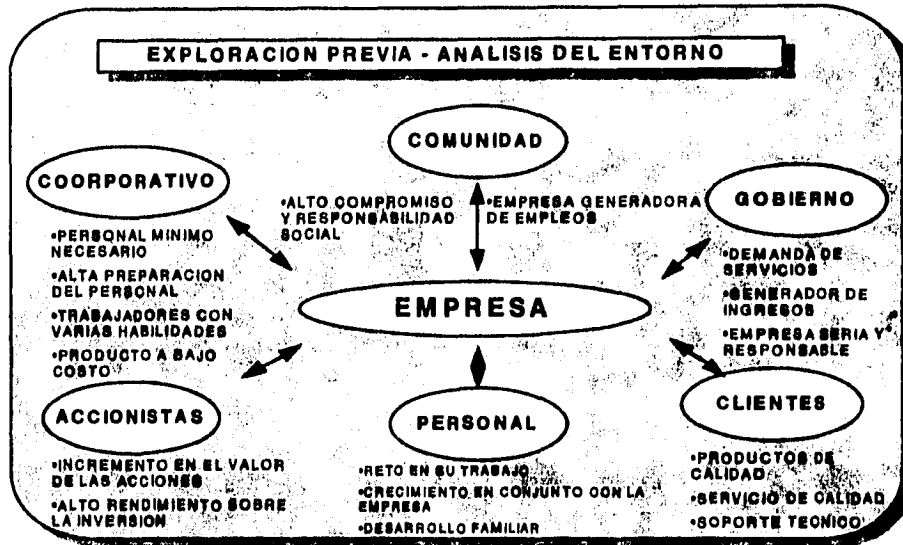 EXPLORACION PREVIA - ANALISIS DEL ENTORNO
COMUNIDAD
•ALTO COMPROMISO
Y RESPONSABILIDAD
SOCIAL
•EMPRESA GENERADORA
DE EMPLEOS
COORPORATIVO
•PERSONAL MINIMO
NECESARIO
•ALTA PREPARACION
DEL PERSONAL
•TRABAJADORES CON
VARIAS HABILIDADES
•PRODUCTO A BAJO
COSTO
GOBIERNO
•DEMANDA DE
SERVICIOS
•GENERADOR DE
INGRESOS
•EMPRESA SERIA Y
RESPONSABLE
EMPRESA
ACCIONISTAS
•INCREMENTO EN EL VALOR
DE LAS ACCIONES
•ALTO RENDIMIENTO SOBRE
LA INVERSION
PERSONAL
•RETO EN SU TRABAJO
•CRECIMIENTO EN CONJUNTO CON LA
EMPRESA
•DESARROLLO FAMILIAR
CLIENTES
•PRODUCTOS DE
CALIDAD
•SERVICIO DE CALIDAD
•SOPORTE TECNICO